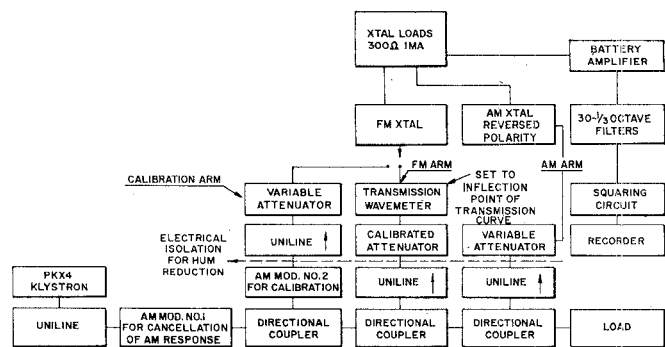 XTAL LOADS
300Ω 1MA
BATTERY
AMPLIFIER
FM XTAL
AM XTAL
REVERSED
POLARITY
30~1/3 OCTAVE
FILTERS
FM ARM
AM ARM
CALIBRATION ARM
VARIABLE
ATTENUATOR
TRANSMISSION
WAVEMETER
SET TO
INFLECTION
POINT OF
TRANSMISSION
CURVE
SQUARING
CIRCUIT
ELECTRICAL
ISOLATION
FOR HUM
REDUCTION
UNILINE
CALIBRATED
ATTENUATOR
VARIABLE
ATTENUATOR
RECORDER
PKX4
KLYSTRON
AM MOD. NO.2
FOR CALIBRATION
UNILINE
UNILINE
UNILINE
AM MOD. NO.1
FOR CANCELLATION
OF AM RESPONSE
DIRECTIONAL
COUPLER
DIRECTIONAL
COUPLER
DIRECTIONAL
COUPLER
LOAD